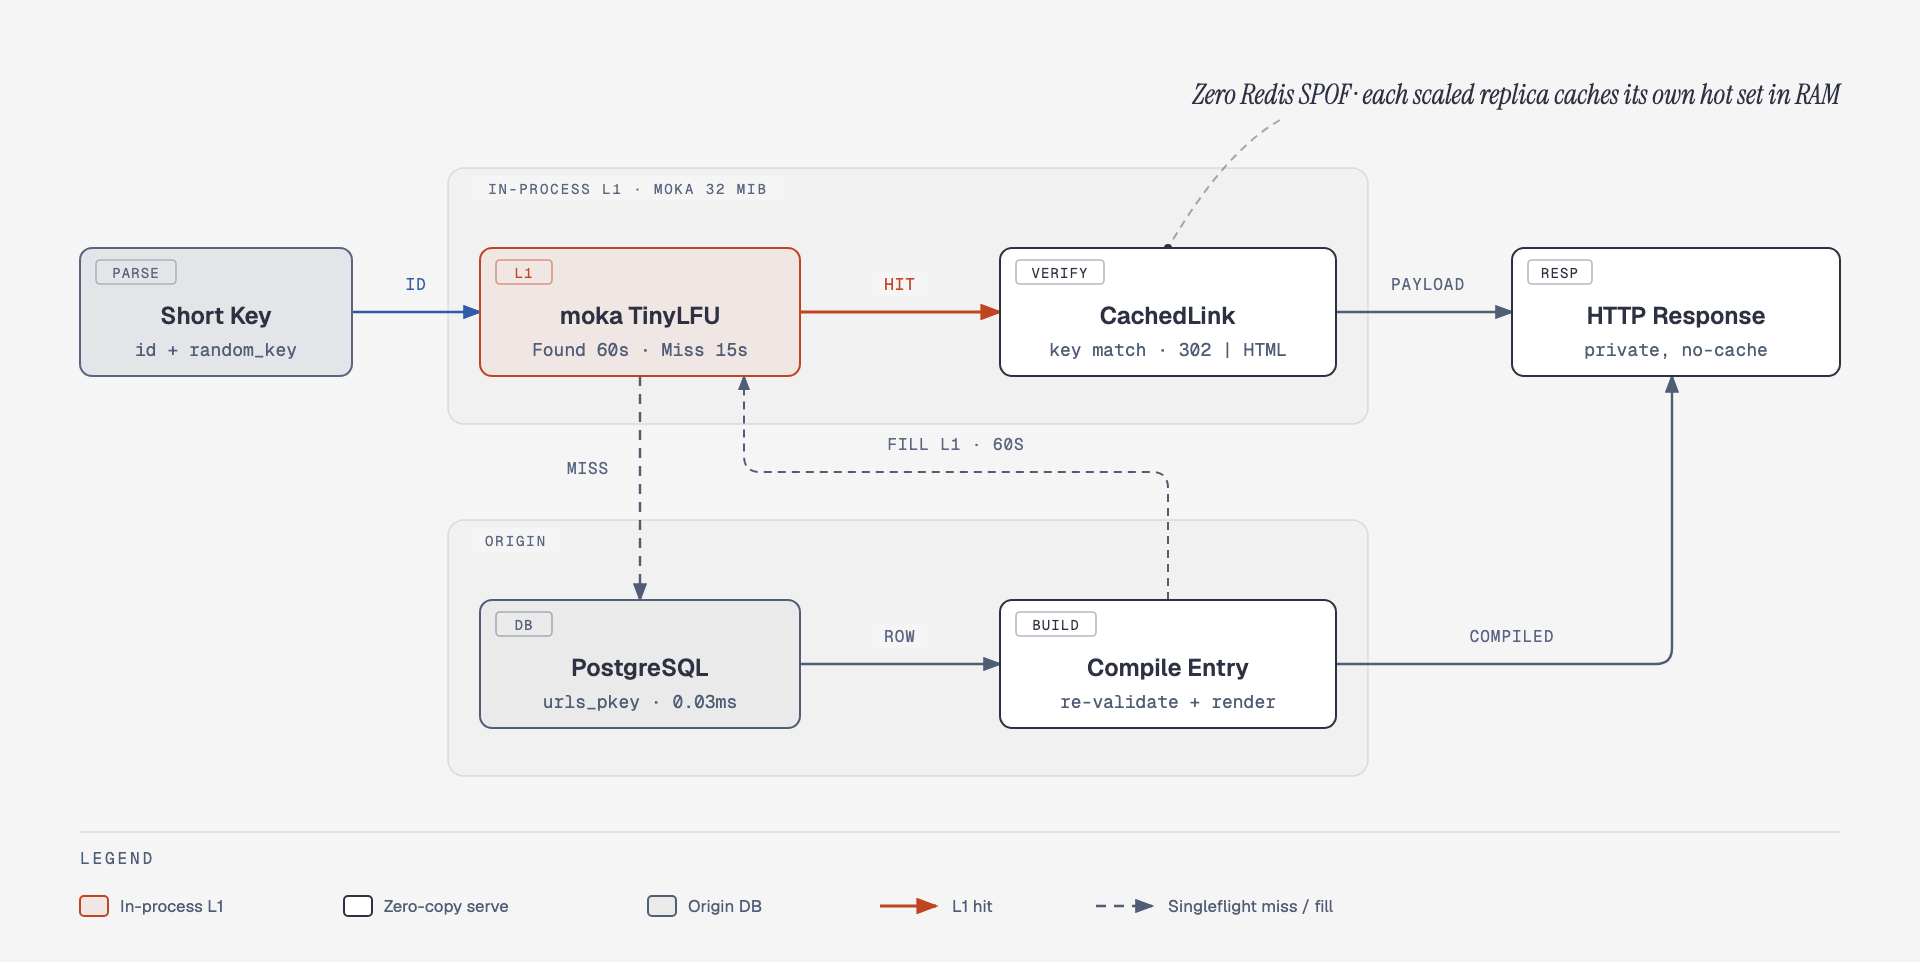 Zero Redis SPOF · each scaled replica caches its own hot set in RAM
IN-PROCESS L1 · MOKA 32 MIB
PARSE
Short Key
id + random_key
ID
L1
moka TinyLFU
Found 60s · Miss 15s
HIT
VERIFY
CachedLink
key match · 302 | HTML
PAYLOAD
RESP
HTTP Response
private, no-cache
MISS
FILL L1 · 60S
ORIGIN
DB
PostgreSQL
urls_pkey · 0.03ms
ROW
BUILD
Compile Entry
re-validate + render
COMPILED
LEGEND
In-process L1
Zero-copy serve
Origin DB
L1 hit
Singleflight miss / fill